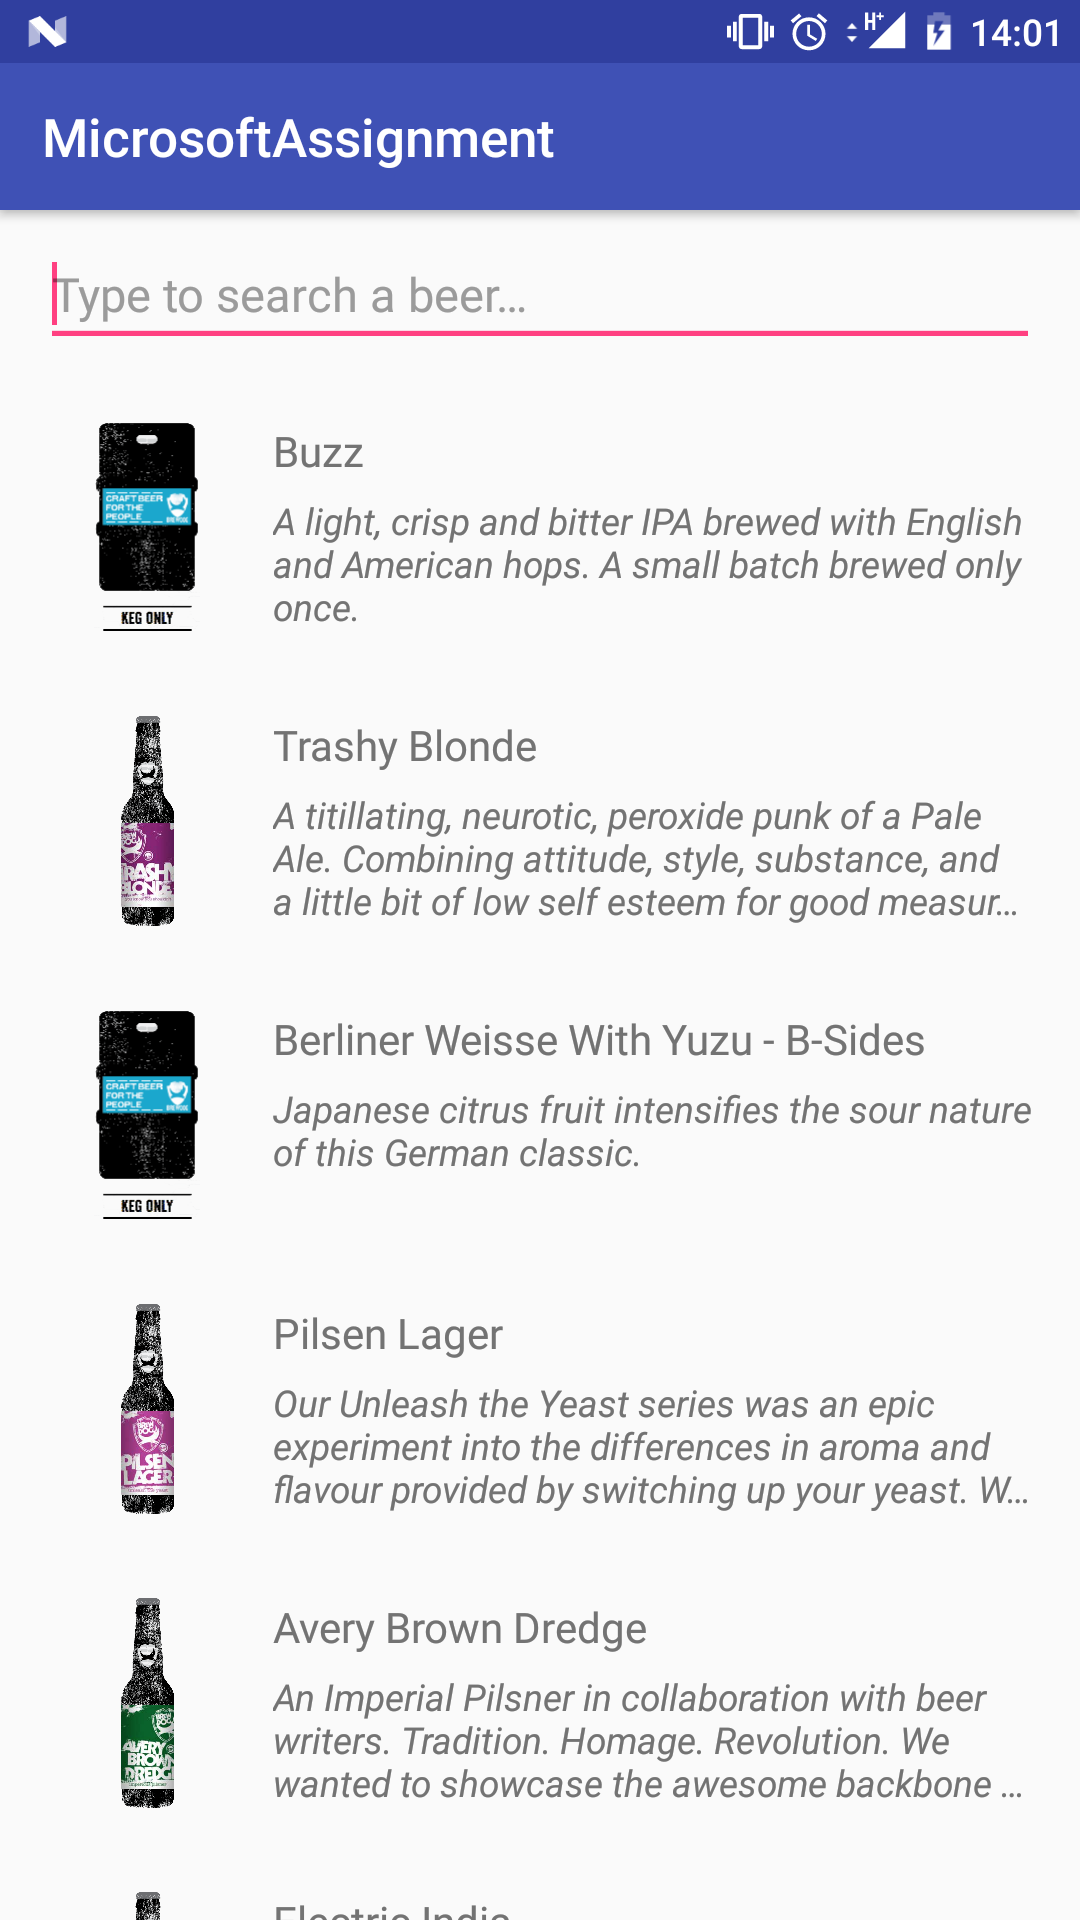 H+ 14:01
MicrosoftAssignment
Type to search a beer...
CRAFT BEER
FOR THE
PEOPLE
KEG ONLY
Buzz
A light, crisp and bitter IPA brewed with English
and American hops. A small batch brewed only
once.
TRASHY
BLONDE
Trashy Blonde
A titillating, neurotic, peroxide punk of a Pale
Ale. Combining attitude, style, substance, and
a little bit of low self esteem for good measur...
CRAFT BEER
FOR THE
PEOPLE
KEG ONLY
Berliner Weisse With Yuzu - B-Sides
Japanese citrus fruit intensifies the sour nature
of this German classic.
PILSEN
LAGER
Pilsen Lager
Our Unleash the Yeast series was an epic
experiment into the differences in aroma and
flavour provided by switching up your yeast. W...
AVERY
BROWN
DREDGE
Avery Brown Dredge
An Imperial Pilsner in collaboration with beer
writers. Tradition. Homage. Revolution. We
wanted to showcase the awesome backbone ...
Electric India